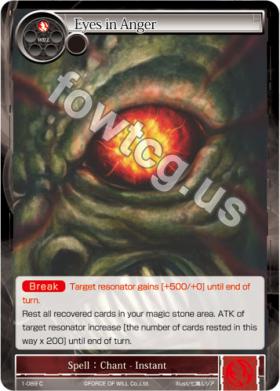 Eyes in Anger
WILL
fowtcg.us
Break Target resonator gains [+500/+0] until end of
turn.
Rest all recovered cards in your magic stone area. ATK of
target resonator increase [the number of cards rested in this
way x 200] until end of turn.
Spell : Chant - Instant
1-089 C
©FORCE OF WILL Co.,Ltd.